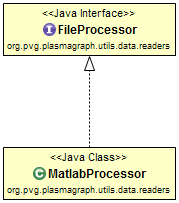 <<Java Interface>>
I FileProcessor
org.pvg.plasmagraph.utils.data.readers
<<Java Class>>
C MatlabProcessor
org.pvg.plasmagraph.utils.data.readers